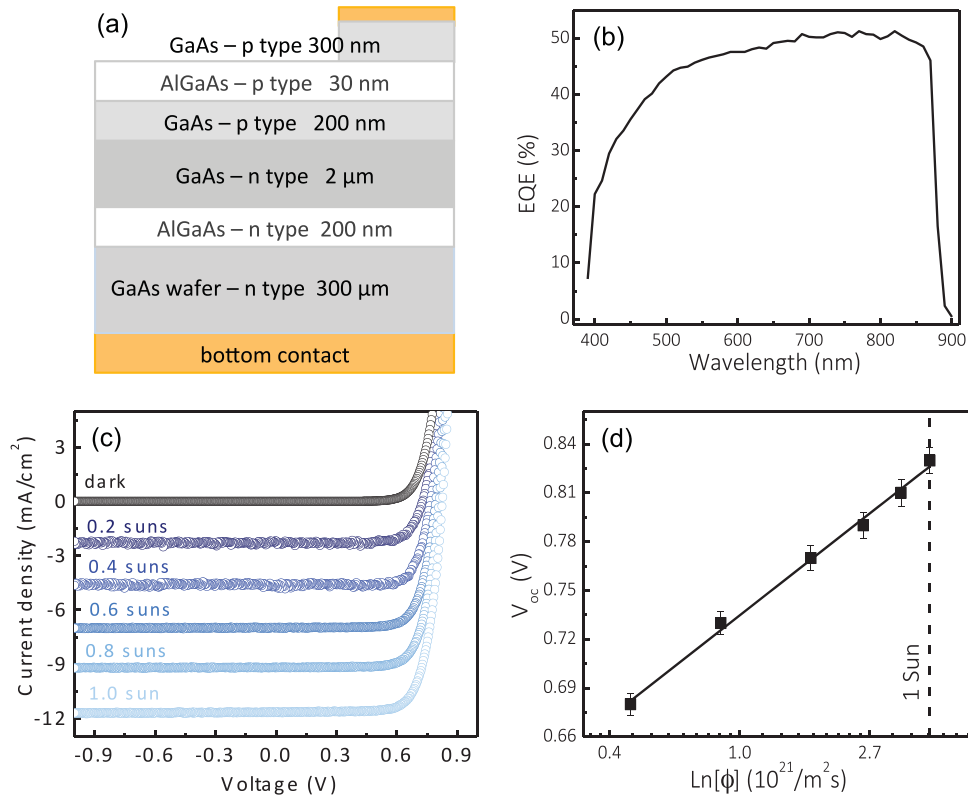 (a)
GaAs – p type 300 nm
AlGaAs – p type 30 nm
GaAs – p type 200 nm
GaAs – n type 2 µm
AlGaAs – n type 200 nm
GaAs wafer – n type 300 µm
bottom contact
(b)
EQE (%)
50
40
30
20
10
0
400 500 600 700 800 900
Wavelength (nm)
(c)
Current density (mA/cm²)
3
0
-3
-6
-9
-12
dark
0.2 suns
0.4 suns
0.6 suns
0.8 suns
1.0 sun
-0.9 -0.6 -0.3 0.0 0.3 0.6 0.9
Voltage (V)
(d)
Voc (V)
0.84
0.81
0.79
0.75
0.72
0.69
0.66
1 Sun
0.4 1.0 2.7
Ln[ϕ] (10²¹/m²s)